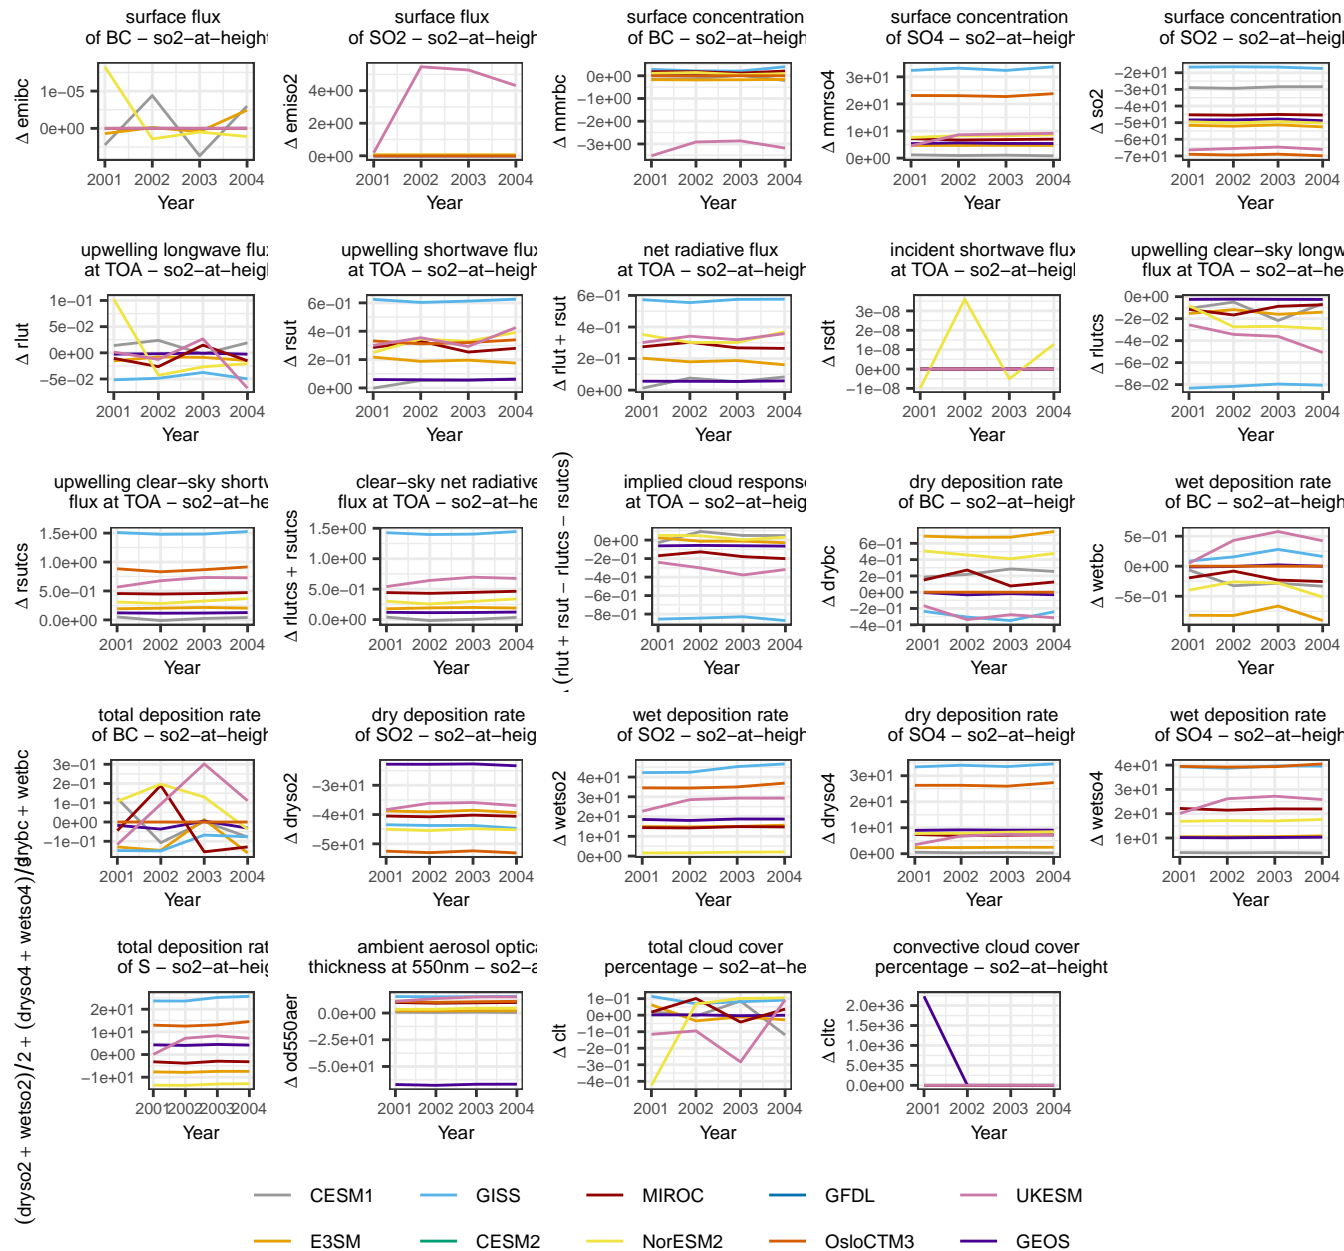 surface flux
of BC − so2−at−height
Δ emibc
1e−05
0e+00
2001 2002 2003 2004
Year
surface flux
of SO2 − so2−at−height
Δ emiso2
4e+00
2e+00
0e+00
2001 2002 2003 2004
Year
surface concentration
of BC − so2−at−heigh
Δ mmrbc
0e+00
−1e+00
−2e+00
−3e+00
2001 2002 2003 2004
Year
surface concentration
of SO4 − so2−at−heigh
Δ mmrso4
3e+01
2e+01
1e+01
0e+00
2001 2002 2003 2004
Year
surface concentration
of SO2 − so2−at−heigh
Δ so2
−2e+01
−3e+01
−4e+01
−5e+01
−6e+01
−7e+01
2001 2002 2003 2004
Year
upwelling longwave flux
at TOA − so2−at−heigh
Δ rlut
1e−01
5e−02
0e+00
−5e−02
2001 2002 2003 2004
Year
upwelling shortwave flux
at TOA − so2−at−heigh
Δ rsut
6e−01
4e−01
2e−01
0e+00
2001 2002 2003 2004
Year
net radiative flux
at TOA − so2−at−heigh
Δ rlut + rsut
6e−01
4e−01
2e−01
0e+00
2001 2002 2003 2004
Year
incident shortwave flux
at TOA − so2−at−heigh
Δ rsdt
3e−08
2e−08
1e−08
0e+00
−1e−08
2001 2002 2003 2004
Year
upwelling clear−sky longw
flux at TOA − so2−at−he
Δ rlutcs
0e+00
−2e−02
−4e−02
−6e−02
−8e−02
2001 2002 2003 2004
Year
upwelling clear−sky shortw
flux at TOA − so2−at−he
Δ rsutcs
1.5e+00
1.0e+00
5.0e−01
0.0e+00
2001 2002 2003 2004
Year
clear−sky net radiative
flux at TOA − so2−at−he
Δ rlutcs + rsutcs
1.5e+00
1.0e+00
5.0e−01
0.0e+00
2001 2002 2003 2004
Year
implied cloud response
at TOA − so2−at−heigh
(rlut + rsut − rlutcs − rsutcs)
0e+00
−2e−01
−4e−01
−6e−01
−8e−01
2001 2002 2003 2004
Year
dry deposition rate
of BC − so2−at−height
Δ drybc
6e−01
4e−01
2e−01
0e+00
−2e−01
−4e−01
2001 2002 2003 2004
Year
wet deposition rate
of BC − so2−at−height
Δ wetbc
5e−01
0e+00
−5e−01
2001 2002 2003 2004
Year
total deposition rate
of BC − so2−at−heigh
drybc + wetbc
3e−01
2e−01
1e−01
0e+00
−1e−01
2001 2002 2003 2004
Year
dry deposition rate
of SO2 − so2−at−heigh
Δ dryso2
−3e+01
−4e+01
−5e+01
2001 2002 2003 2004
Year
wet deposition rate
of SO2 − so2−at−heigh
Δ wetso2
4e+01
3e+01
2e+01
1e+01
0e+00
2001 2002 2003 2004
Year
dry deposition rate
of SO4 − so2−at−heigh
Δ dryso4
3e+01
2e+01
1e+01
0e+00
2001 2002 2003 2004
Year
wet deposition rate
of SO4 − so2−at−heigh
Δ wetso4
4e+01
3e+01
2e+01
1e+01
2001 2002 2003 2004
Year
total deposition rat
of S − so2−at−heig
(dryso2 + wetso2)/2 + (dryso4 + wetso4)/3
2e+01
1e+01
0e+00
−1e+01
2001 2002 2003 2004
Year
ambient aerosol optica
thickness at 550nm − so2−a
Δ od550aer
0.0e+00
−2.5e+01
−5.0e+01
2001 2002 2003 2004
Year
total cloud cover
percentage − so2−at−he
Δ clt
1e−01
0e+00
−1e−01
−2e−01
−3e−01
−4e−01
2001 2002 2003 2004
Year
convective cloud cover
percentage − so2−at−height
Δ cltc
2.0e+36
1.5e+36
1.0e+36
5.0e+35
0.0e+00
2001 2002 2003 2004
Year
CESM1 GISS MIROC GFDL UKESM
E3SM CESM2 NorESM2 OsloCTM3 GEOS